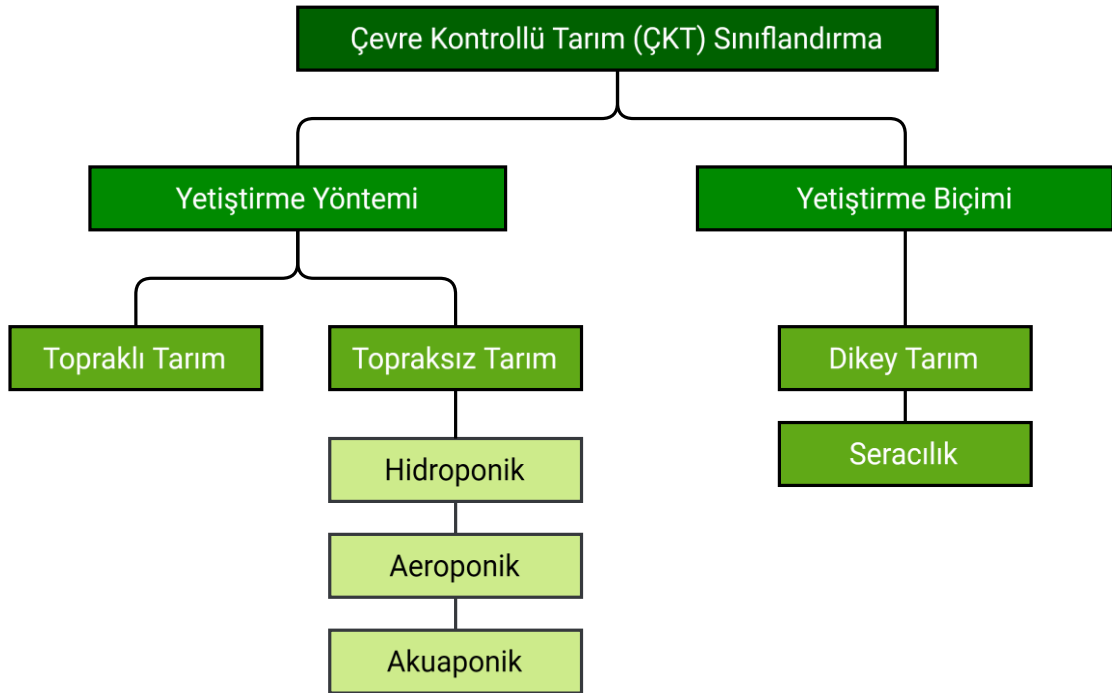 Çevre Kontrollü Tarım (ÇKT) Sınıflandırma
Yetiştirme Yöntemi
Yetiştirme Biçimi
Topraklı Tarım
Topraksız Tarım
Dikey Tarım
Seracılık
Hidroponik
Aeroponik
Akuaponik